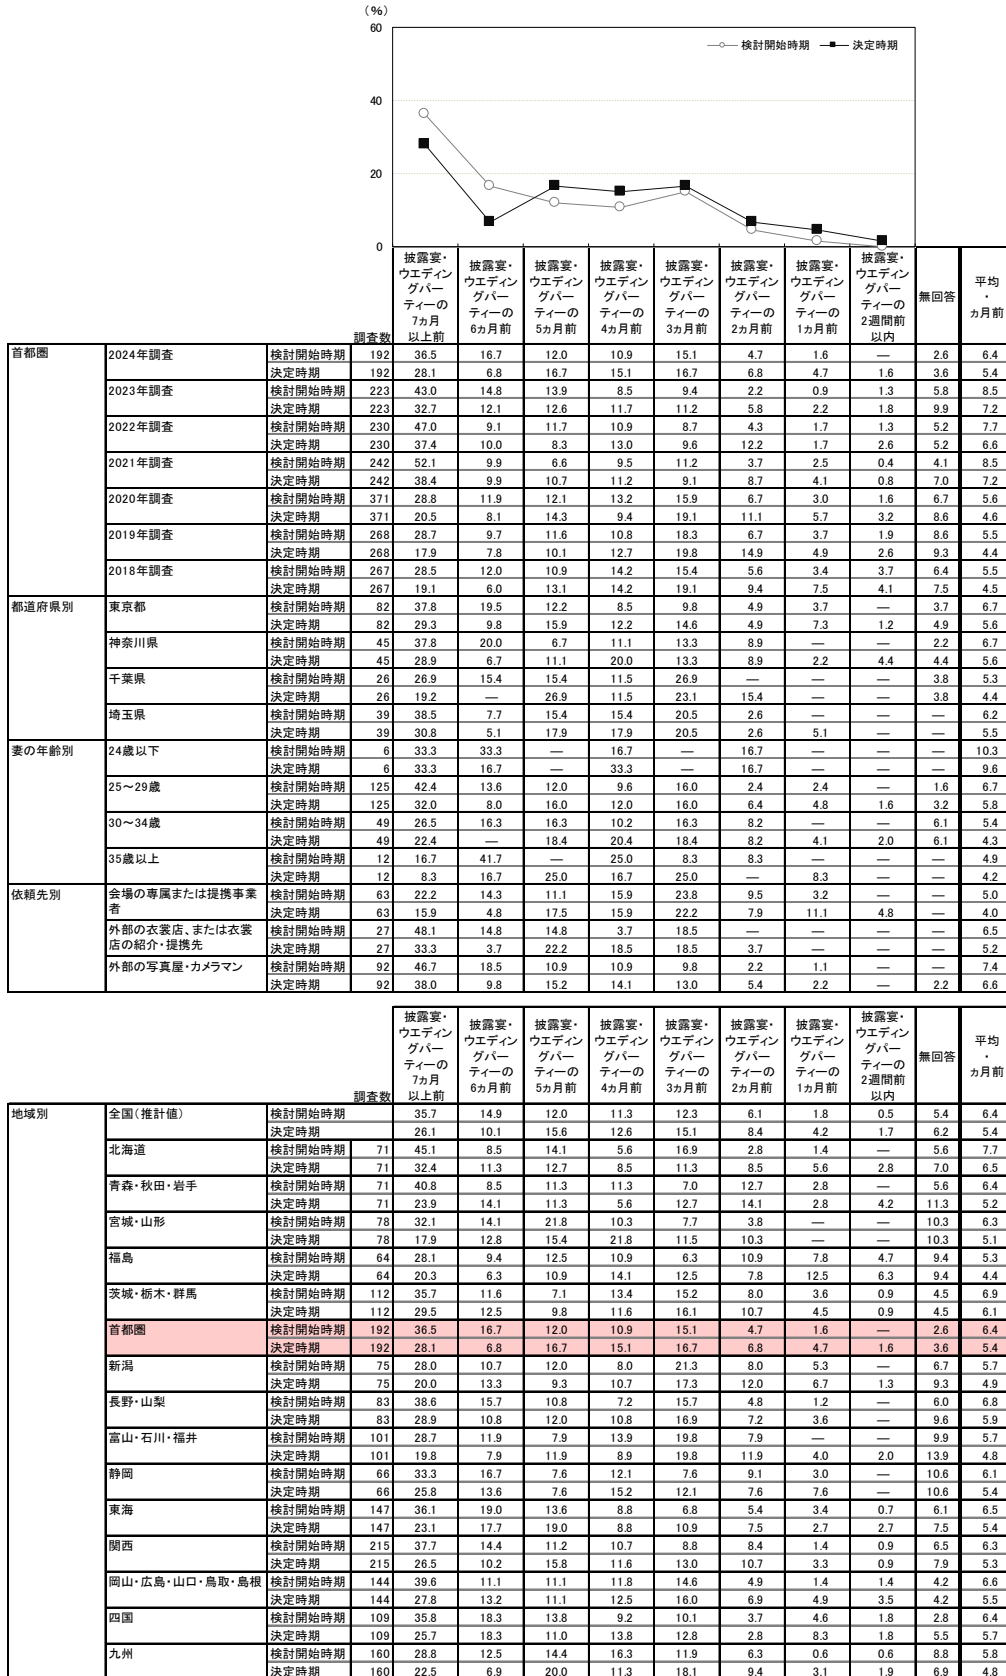 (%)
60
40
20
0
検討開始時期 決定時期
調査数 披露宴・ウエディングパーティーの7ヵ月以上前 披露宴・ウエディングパーティーの6ヵ月前 披露宴・ウエディングパーティーの5ヵ月前 披露宴・ウエディングパーティーの4ヵ月前 披露宴・ウエディングパーティーの3ヵ月前 披露宴・ウエディングパーティーの2ヵ月前 披露宴・ウエディングパーティーの1ヵ月前 披露宴・ウエディングパーティーの2週間前以内 無回答 平均・ヵ月前
首都圏 2024年調査 検討開始時期 192 36.5 16.7 12.0 10.9 15.1 4.7 1.6 — 2.6 6.4
決定時期 192 28.1 6.8 16.7 15.1 16.7 6.8 4.7 1.6 3.6 5.4
2023年調査 検討開始時期 223 43.0 14.8 13.9 8.5 9.4 2.2 0.9 1.3 5.8 8.5
決定時期 223 32.7 12.1 12.6 11.7 11.2 5.8 2.2 1.8 9.9 7.2
2022年調査 検討開始時期 230 47.0 9.1 11.7 10.9 8.7 4.3 1.7 1.3 5.2 7.7
決定時期 230 37.4 10.0 8.3 13.0 9.6 12.2 1.7 2.6 5.2 6.6
2021年調査 検討開始時期 242 52.1 9.9 6.6 9.5 11.2 3.7 2.5 0.4 4.1 8.5
決定時期 242 38.4 9.9 10.7 11.2 9.1 8.7 4.1 0.8 7.0 7.2
2020年調査 検討開始時期 371 28.8 11.9 12.1 13.2 15.9 6.7 3.0 1.6 6.7 5.6
決定時期 371 20.5 8.1 14.3 9.4 19.1 11.1 5.7 3.2 8.6 4.6
2019年調査 検討開始時期 268 28.7 9.7 11.6 10.8 18.3 6.7 3.7 1.9 8.6 5.5
決定時期 268 17.9 7.8 10.1 12.7 19.8 14.9 4.9 2.6 9.3 4.4
2018年調査 検討開始時期 267 28.5 12.0 10.9 14.2 15.4 5.6 3.4 3.7 6.4 5.5
決定時期 267 19.1 6.0 13.1 14.2 19.1 9.4 7.5 4.1 7.5 4.5
都道府県別 東京都 検討開始時期 82 37.8 19.5 12.2 8.5 9.8 4.9 3.7 — 3.7 6.7
決定時期 82 29.3 9.8 15.9 12.2 14.6 4.9 7.3 1.2 4.9 5.6
神奈川県 検討開始時期 45 37.8 20.0 6.7 11.1 13.3 8.9 — — 2.2 6.7
決定時期 45 28.9 6.7 11.1 20.0 13.3 8.9 2.2 4.4 4.4 5.6
千葉県 検討開始時期 26 26.9 15.4 15.4 11.5 26.9 — — — 3.8 5.3
決定時期 26 19.2 — 26.9 11.5 23.1 15.4 — — 3.8 4.4
埼玉県 検討開始時期 39 38.5 7.7 15.4 15.4 20.5 2.6 — — — 6.2
決定時期 39 30.8 5.1 17.9 17.9 20.5 2.6 5.1 — — 5.5
妻の年齢別 24歳以下 検討開始時期 6 33.3 33.3 — 16.7 — 16.7 — — — 10.3
決定時期 6 33.3 16.7 — 33.3 — 16.7 — — — 9.6
25～29歳 検討開始時期 125 42.4 13.6 12.0 9.6 16.0 2.4 2.4 — 1.6 6.7
決定時期 125 32.0 8.0 16.0 12.0 16.0 6.4 4.8 1.6 3.2 5.8
30～34歳 検討開始時期 49 26.5 16.3 16.3 10.2 16.3 8.2 — — 6.1 5.4
決定時期 49 22.4 — 18.4 20.4 18.4 8.2 4.1 2.0 6.1 4.3
35歳以上 検討開始時期 12 16.7 41.7 — 25.0 8.3 8.3 — — — 4.9
決定時期 12 8.3 16.7 25.0 16.7 25.0 — 8.3 — — 4.2
依頼先別 会場の専属または提携事業者 検討開始時期 63 22.2 14.3 11.1 15.9 23.8 9.5 3.2 — — 5.0
決定時期 63 15.9 4.8 17.5 15.9 22.2 7.9 11.1 4.8 — 4.0
外部の衣裳店、または衣裳店の紹介・提携先 検討開始時期 27 48.1 14.8 14.8 3.7 18.5 — — — — 6.5
決定時期 27 33.3 3.7 22.2 18.5 18.5 3.7 — — — 5.2
外部の写真屋・カメラマン 検討開始時期 92 46.7 18.5 10.9 10.9 9.8 2.2 1.1 — — 7.4
決定時期 92 38.0 9.8 15.2 14.1 13.0 5.4 2.2 — 2.2 6.6
調査数 披露宴・ウエディングパーティーの7ヵ月以上前 披露宴・ウエディングパーティーの6ヵ月前 披露宴・ウエディングパーティーの5ヵ月前 披露宴・ウエディングパーティーの4ヵ月前 披露宴・ウエディングパーティーの3ヵ月前 披露宴・ウエディングパーティーの2ヵ月前 披露宴・ウエディングパーティーの1ヵ月前 披露宴・ウエディングパーティーの2週間前以内 無回答 平均・ヵ月前
地域別 全国(推計値) 検討開始時期 35.7 14.9 12.0 11.3 12.3 6.1 1.8 0.5 5.4 6.4
決定時期 26.1 10.1 15.6 12.6 15.1 8.4 4.2 1.7 6.2 5.4
北海道 検討開始時期 71 45.1 8.5 14.1 5.6 16.9 2.8 1.4 — 5.6 7.7
決定時期 71 32.4 11.3 12.7 8.5 11.3 8.5 5.6 2.8 7.0 6.5
青森・秋田・岩手 検討開始時期 71 40.8 8.5 11.3 11.3 7.0 12.7 2.8 — 5.6 6.4
決定時期 71 23.9 14.1 11.3 5.6 12.7 14.1 2.8 4.2 11.3 5.2
宮城・山形 検討開始時期 78 32.1 14.1 21.8 10.3 7.7 3.8 — — 10.3 6.3
決定時期 78 17.9 12.8 15.4 21.8 11.5 10.3 — — 10.3 5.1
福島 検討開始時期 64 28.1 9.4 12.5 10.9 6.3 10.9 7.8 4.7 9.4 5.3
決定時期 64 20.3 6.3 10.9 14.1 12.5 7.8 12.5 6.3 9.4 4.4
茨城・栃木・群馬 検討開始時期 112 35.7 11.6 7.1 13.4 15.2 8.0 3.6 0.9 4.5 6.9
決定時期 112 29.5 12.5 9.8 11.6 16.1 10.7 4.5 0.9 4.5 6.1
首都圏 検討開始時期 192 36.5 16.7 12.0 10.9 15.1 4.7 1.6 — 2.6 6.4
決定時期 192 28.1 6.8 16.7 15.1 16.7 6.8 4.7 1.6 3.6 5.4
新潟 検討開始時期 75 28.0 10.7 12.0 8.0 21.3 8.0 5.3 — 6.7 5.7
決定時期 75 20.0 13.3 9.3 10.7 17.3 12.0 6.7 1.3 9.3 4.9
長野・山梨 検討開始時期 83 38.6 15.7 10.8 7.2 15.7 4.8 1.2 — 6.0 6.8
決定時期 83 28.9 10.8 12.0 10.8 16.9 7.2 3.6 — 9.6 5.9
富山・石川・福井 検討開始時期 101 28.7 11.9 7.9 13.9 19.8 7.9 — — 9.9 5.7
決定時期 101 19.8 7.9 11.9 8.9 19.8 11.9 4.0 2.0 13.9 4.8
静岡 検討開始時期 66 33.3 16.7 7.6 12.1 7.6 9.1 3.0 — 10.6 6.1
決定時期 66 25.8 13.6 7.6 15.2 12.1 7.6 7.6 — 10.6 5.4
東海 検討開始時期 147 36.1 19.0 13.6 8.8 6.8 5.4 3.4 0.7 6.1 6.5
決定時期 147 23.1 17.7 19.0 8.8 10.9 7.5 2.7 2.7 7.5 5.4
関西 検討開始時期 215 37.7 14.4 11.2 10.7 8.8 8.4 1.4 0.9 6.5 6.3
決定時期 215 26.5 10.2 15.8 11.6 13.0 10.7 3.3 0.9 7.9 5.3
岡山・広島・山口・鳥取・島根 検討開始時期 144 39.6 11.1 11.1 11.8 14.6 4.9 1.4 1.4 4.2 6.6
決定時期 144 27.8 13.2 11.1 12.5 16.0 6.9 4.9 3.5 4.2 5.5
四国 検討開始時期 109 35.8 18.3 13.8 9.2 10.1 3.7 4.6 1.8 2.8 6.4
決定時期 109 25.7 18.3 11.0 13.8 12.8 2.8 8.3 1.8 5.5 5.7
九州 検討開始時期 160 28.8 12.5 14.4 16.3 11.9 6.3 0.6 0.6 8.8 5.8
決定時期 160 22.5 6.9 20.0 11.3 18.1 9.4 3.1 1.9 6.9 4.8